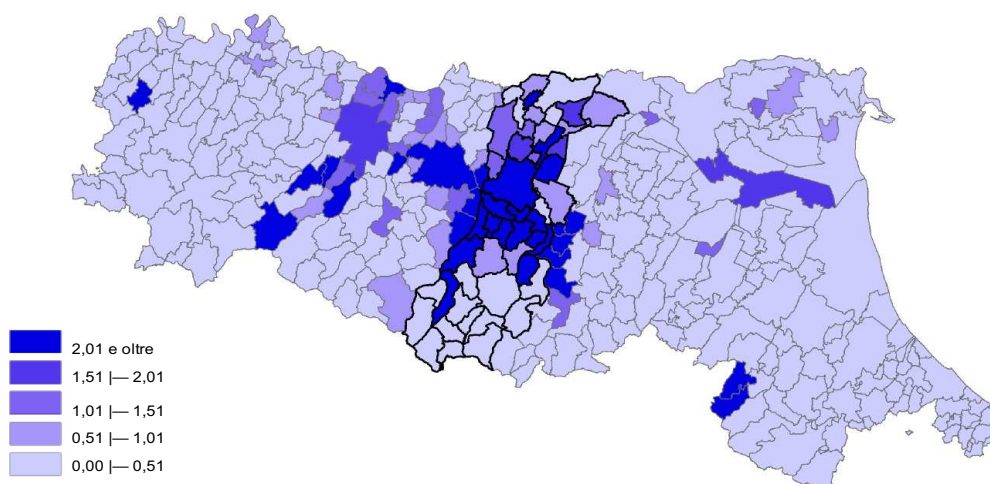 2,01 e oltre
1,51 |— 2,01
1,01 |— 1,51
0,51 |— 1,01
0,00 |— 0,51